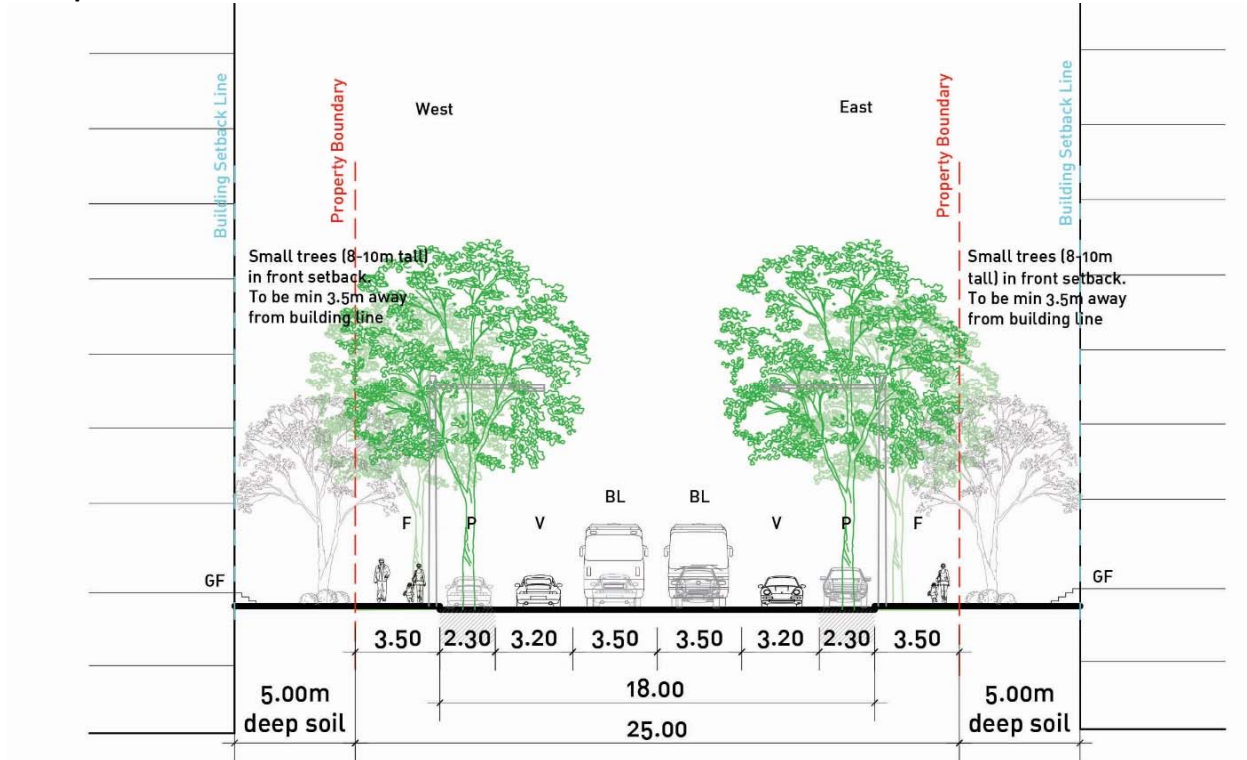 West
East
Building Setback Line
Property Boundary
Property Boundary
Building Setback Line
Small trees (8-10m tall)
in front setback.
To be min 3.5m away
from building line
Small trees (8-10m
tall) in front setback.
To be min 3.5m away
from building line
F
P
V
BL
BL
V
P
F
GF
GF
3.50
2.30
3.20
3.50
3.50
3.20
2.30
3.50
5.00m
deep soil
18.00
25.00
5.00m
deep soil